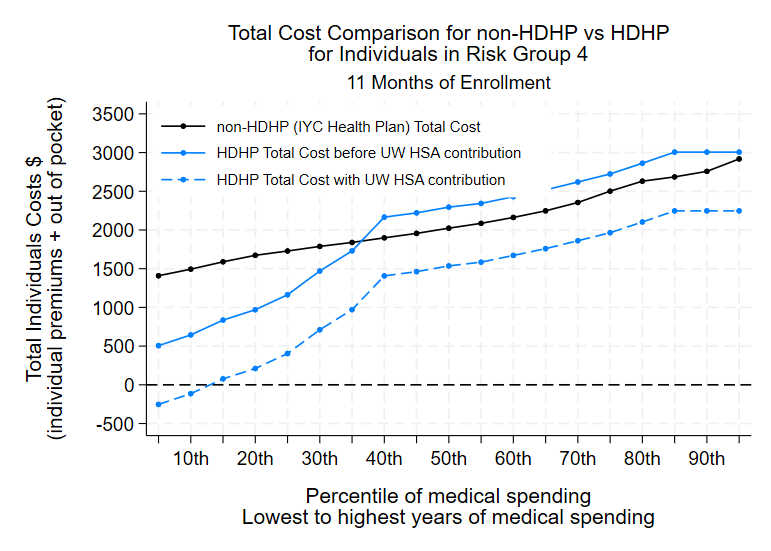 Total Cost Comparison for non-HDHP vs HDHP
for Individuals in Risk Group 4
11 Months of Enrollment
Total Individuals Costs $
(individual premiums + out of pocket)
3500
3000
2500
2000
1500
1000
500
0
-500
non-HDHP (IYC Health Plan) Total Cost
HDHP Total Cost before UW HSA contribution
HDHP Total Cost with UW HSA contribution
10th 20th 30th 40th 50th 60th 70th 80th 90th
Percentile of medical spending
Lowest to highest years of medical spending